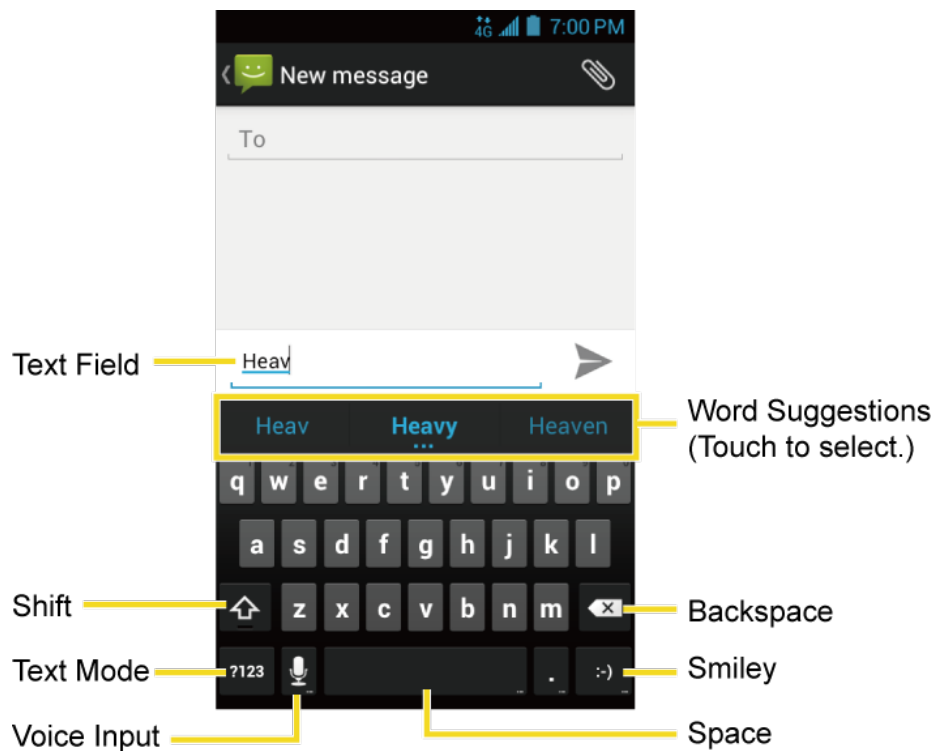 4G 7:00 PM
New message
To
Text Field
Heav
Heav Heavy Heaven
Word Suggestions
(Touch to select.)
q w e r t y u i o p
a s d f g h j k l
Shift
z x c v b n m
Backspace
Text Mode
?123 . :-)
Smiley
Voice Input
Space